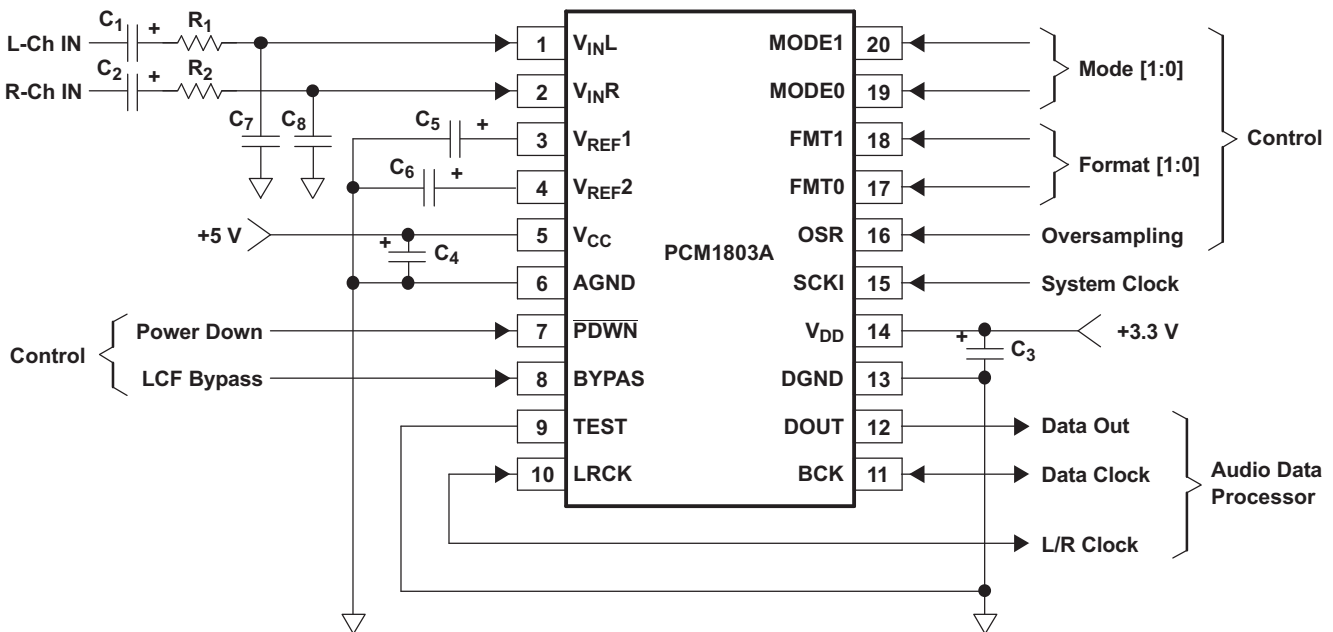 C1 + R1
L-Ch IN
C2 + R2
R-Ch IN
C7 C8
C5 +
C6 +
+5 V
+ C4
Control
Power Down
LCF Bypass
1 VINL
2 VINR
3 VREF1
4 VREF2
5 VCC
6 AGND
7 PDWN
8 BYPAS
9 TEST
10 LRCK
PCM1803A
MODE1 20
MODE0 19
FMT1 18
FMT0 17
OSR 16
SCKI 15
VDD 14
DGND 13
DOUT 12
BCK 11
Mode [1:0]
Format [1:0]
Control
Oversampling
System Clock
+3.3 V
+ C3
Data Out
Data Clock
L/R Clock
Audio Data
Processor